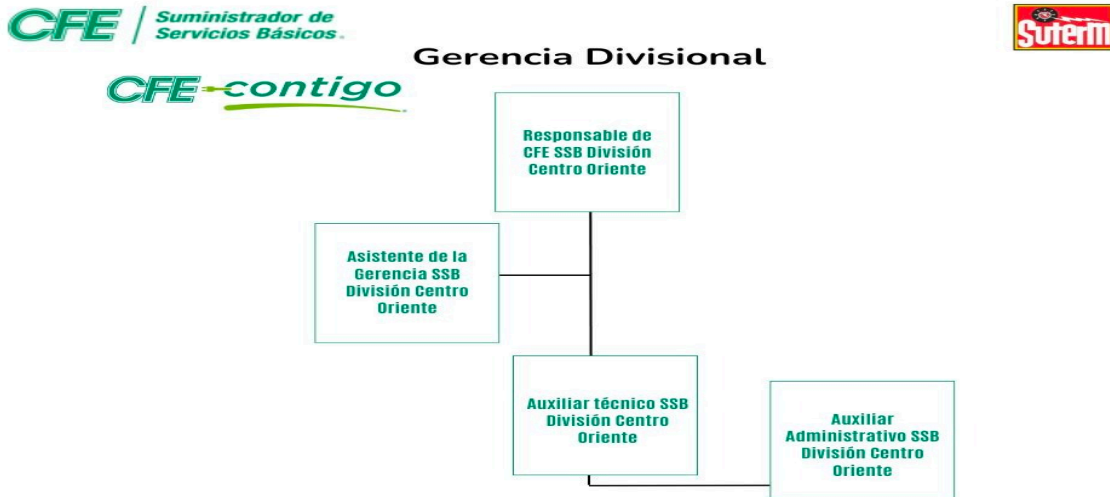 CFE
Suministrador de
Servicios Básicos.
Suterm
Gerencia Divisional
CFE contigo
Responsable de
CFE SSB División
Centro Oriente
Asistente de la
Gerencia SSB
División Centro
Oriente
Auxiliar técnico SSB
División Centro
Oriente
Auxiliar
Administrativo SSB
División Centro
Oriente